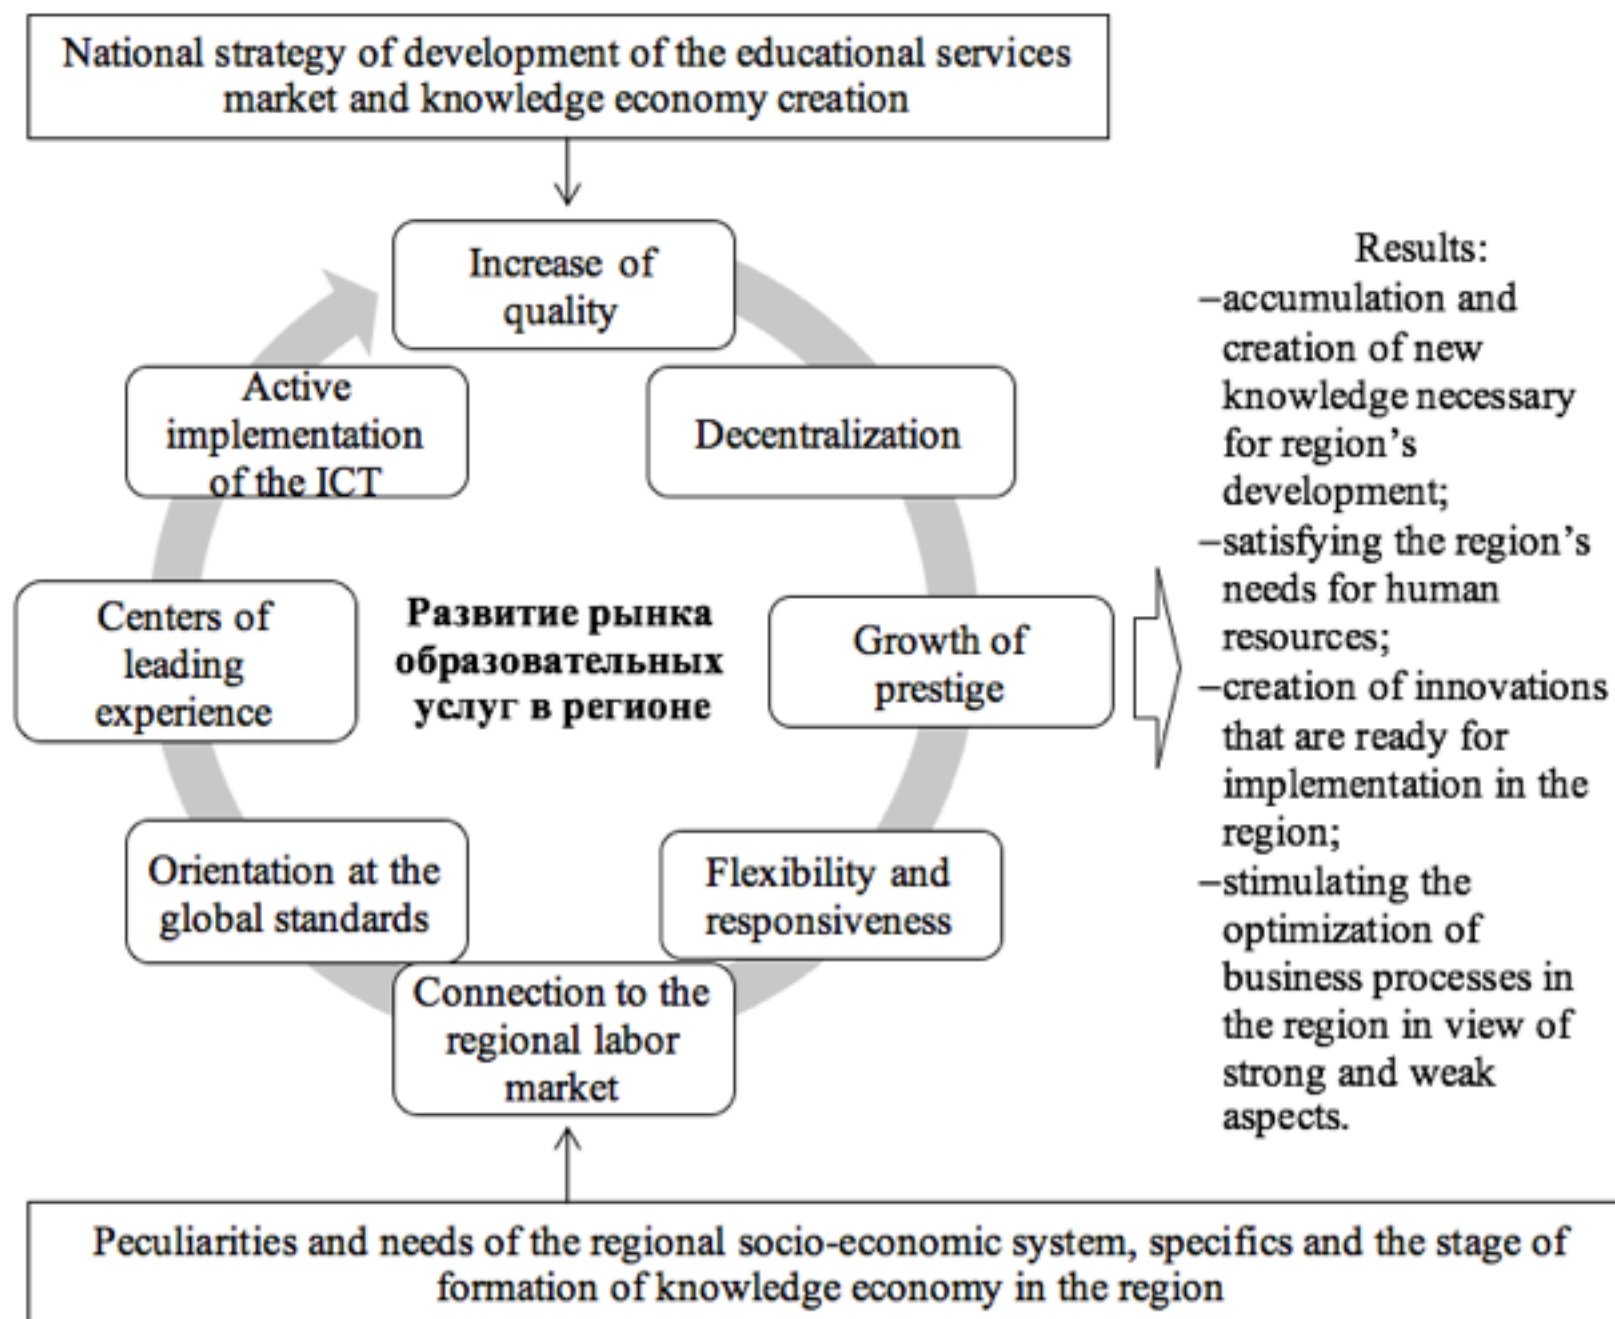 National strategy of development of the educational services
market and knowledge economy creation
Increase of
quality
Decentralization
Growth of
prestige
Flexibility and
responsiveness
Connection to the
regional labor
market
Orientation at the
global standards
Centers of
leading
experience
Active
implementation
of the ICT
Развитие рынка
образовательных
услуг в регионе
Results:
–accumulation and
creation of new
knowledge necessary
for region’s
development;
–satisfying the region’s
needs for human
resources;
–creation of innovations
that are ready for
implementation in the
region;
–stimulating the
optimization of
business processes in
the region in view of
strong and weak
aspects.
Peculiarities and needs of the regional socio-economic system, specifics and the stage of
formation of knowledge economy in the region